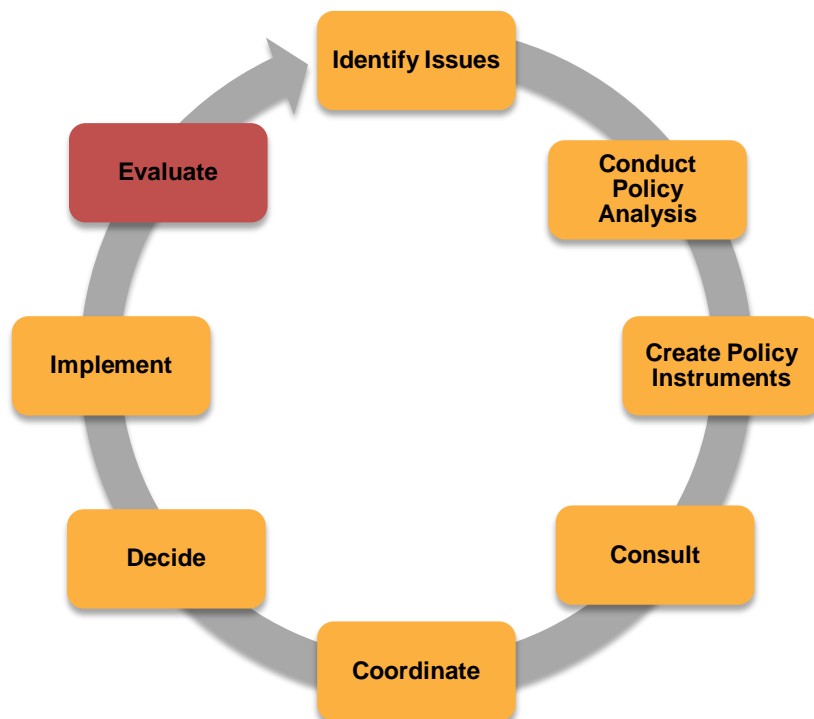 Identify Issues
Conduct
Policy
Analysis
Create Policy
Instruments
Consult
Coordinate
Decide
Implement
Evaluate